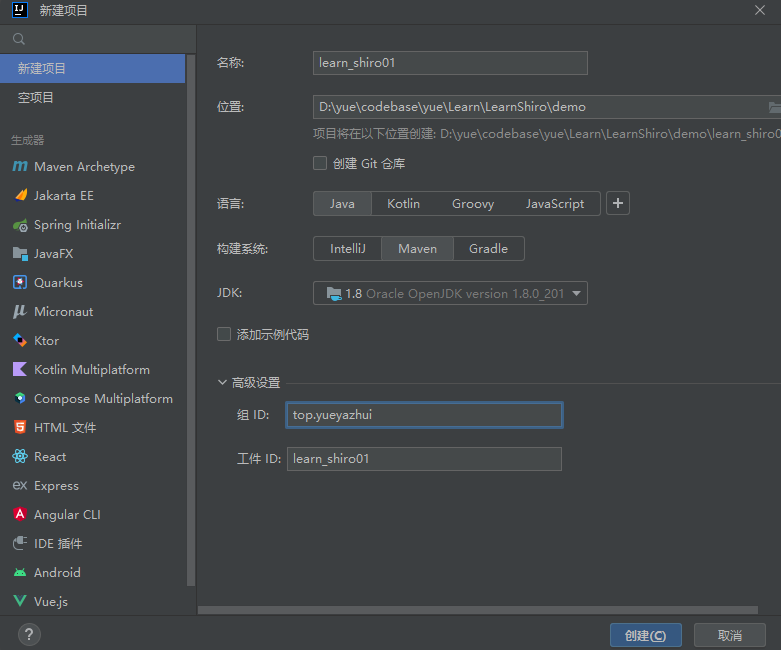 新建项目
新建项目
空项目
生成器
Maven Archetype
Jakarta EE
Spring Initializr
JavaFX
Quarkus
Micronaut
Ktor
Kotlin Multiplatform
Compose Multiplatform
HTML 文件
React
Express
Angular CLI
IDE 插件
Android
Vue.js
名称: learn_shiro01
位置: D:\yue\codebase\yue\Learn\LearnShiro\demo
项目将在以下位置创建: D:\yue\codebase\yue\Learn\LearnShiro\demo\learn_shiro0
创建 Git 仓库
语言: Java Kotlin Groovy JavaScript +
构建系统: IntelliJ Maven Gradle
JDK: 1.8 Oracle OpenJDK version 1.8.0_201
添加示例代码
高级设置
组 ID: top.yueyazhui
工件 ID: learn_shiro01
? 创建(C) 取消